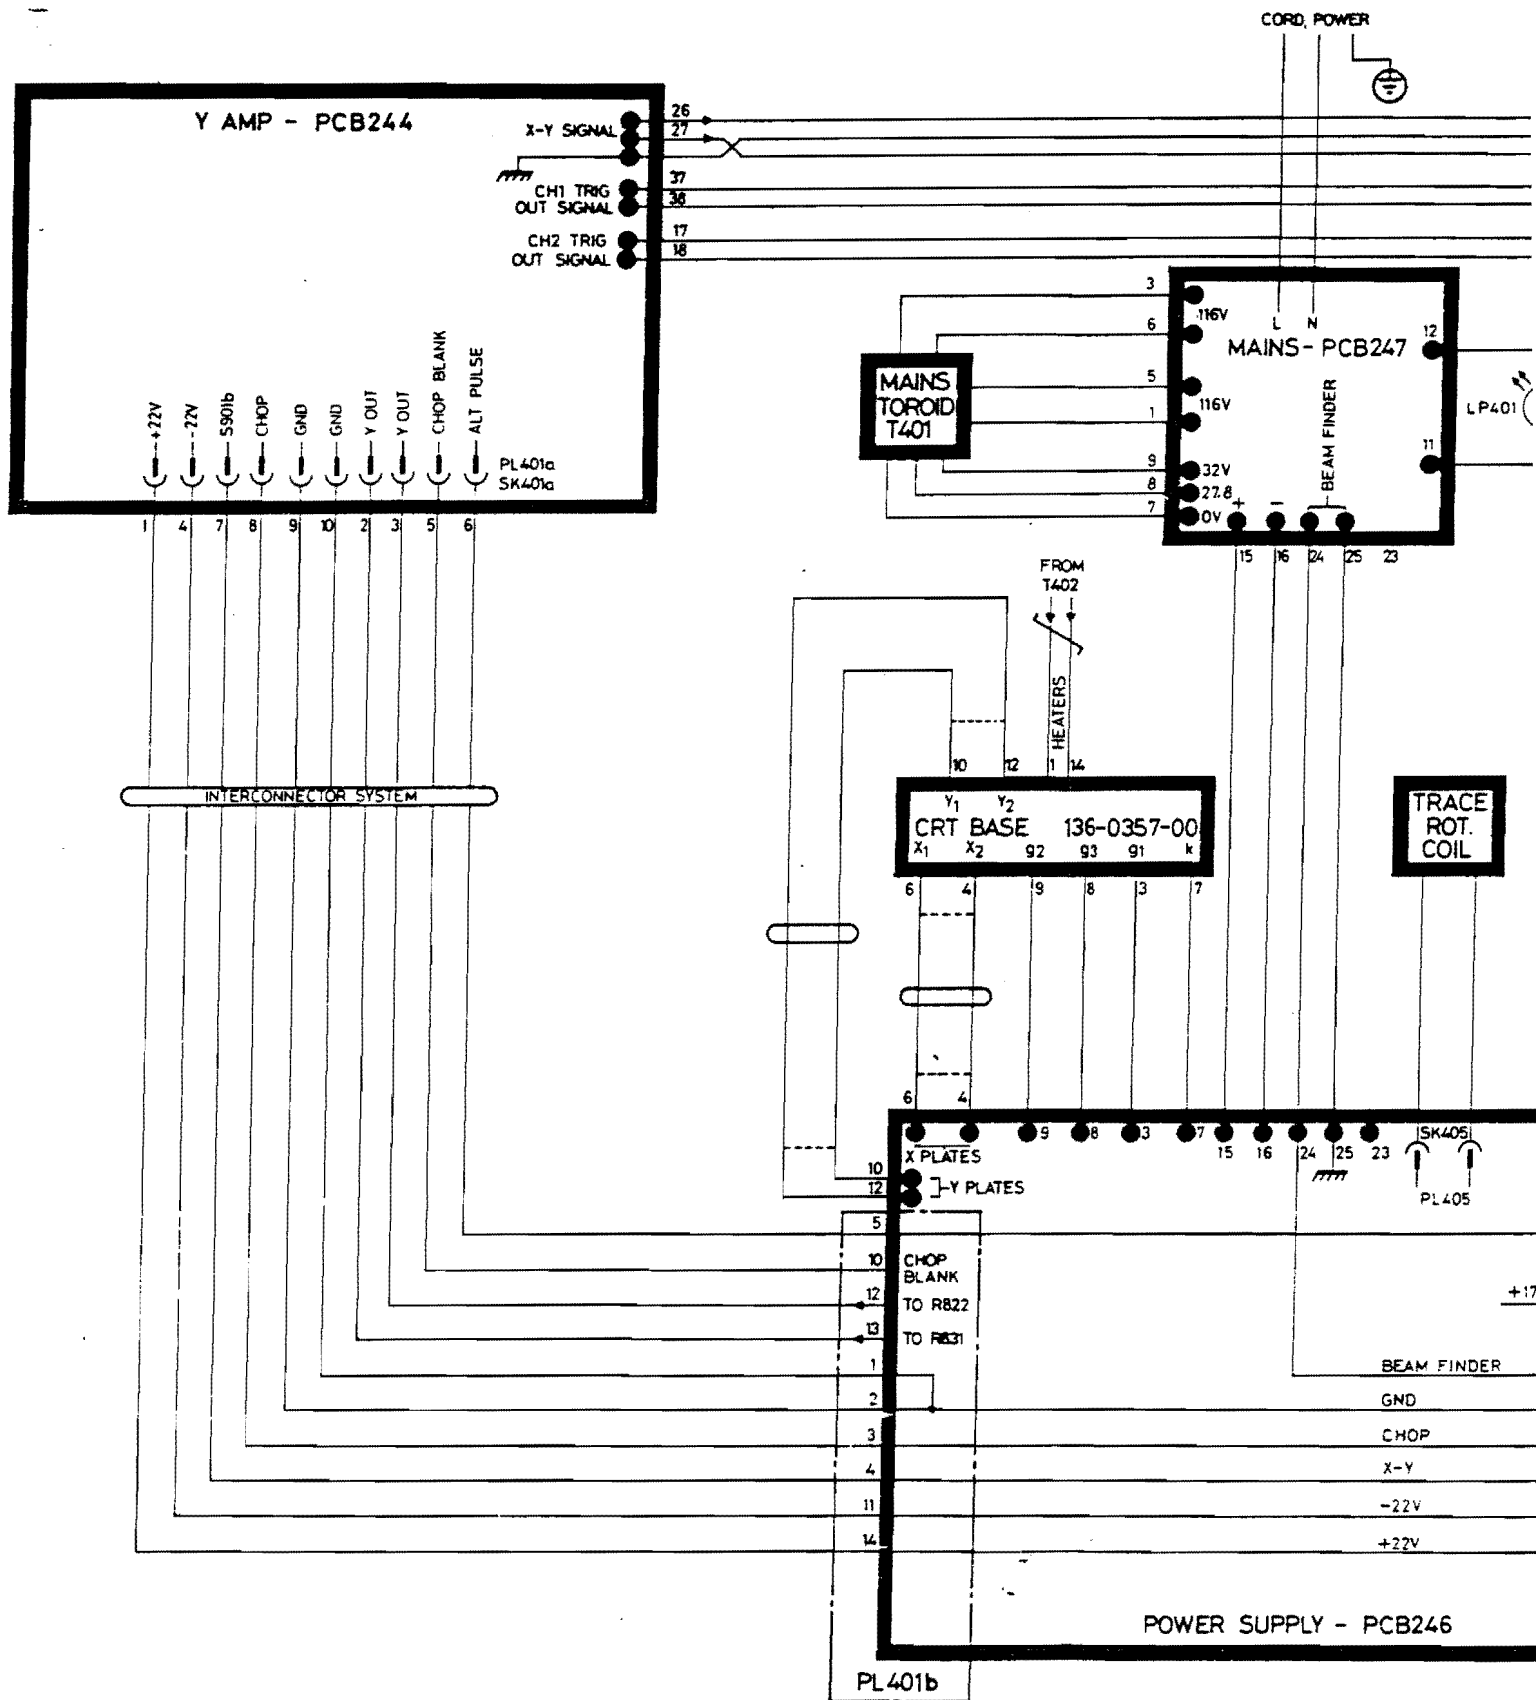 CORD, POWER
Y AMP - PCB244
X-Y SIGNAL
26
27
CH1 TRIG
OUT SIGNAL
37
38
CH2 TRIG
OUT SIGNAL
17
18
+22V
-22V
S901b
CHOP
GND
GND
Y OUT
Y OUT
CHOP BLANK
ALT PULSE
PL401a
SK401a
1 4 7 8 9 10 2 3 5 6
MAINS
TOROID
T401
3
6
5
1
9
8
7
116V
116V
32V
27.8
0V
L N
MAINS - PCB247
12
11
LP401
BEAM FINDER
+ -
15 16 24 25 23
FROM
T402
HEATERS
INTERCONNECTOR SYSTEM
10 12 1 14
Y1 Y2
CRT BASE 136-0357-00
X1 X2 g2 g3 g1 k
6 4 9 8 3 7
TRACE
ROT.
COIL
6 4
9 8 3 7 15 16 24 25 23
SK405
PL405
X PLATES
10
12
Y PLATES
5
10 CHOP
BLANK
12 TO R822
13 TO R831
+17
1
BEAM FINDER
2 GND
3 CHOP
4 X-Y
11 -22V
14 +22V
POWER SUPPLY - PCB246
PL401b